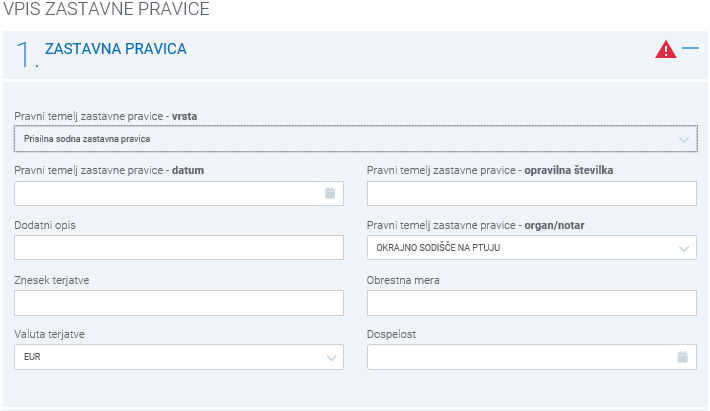 VPIS ZASTAVNE PRAVICE
1. ZASTAVNA PRAVICA
Pravni temelj zastavne pravice - vrsta
Prisilna sodna zastavna pravica
Pravni temelj zastavne pravice - datum
Pravni temelj zastavne pravice - opravilna številka
Dodatni opis
Pravni temelj zastavne pravice - organ/notar
OKRAJNO SODIŠČE NA PTUJU
Znesek terjatve
Obrestna mera
Valuta terjatve
Dospelost
EUR